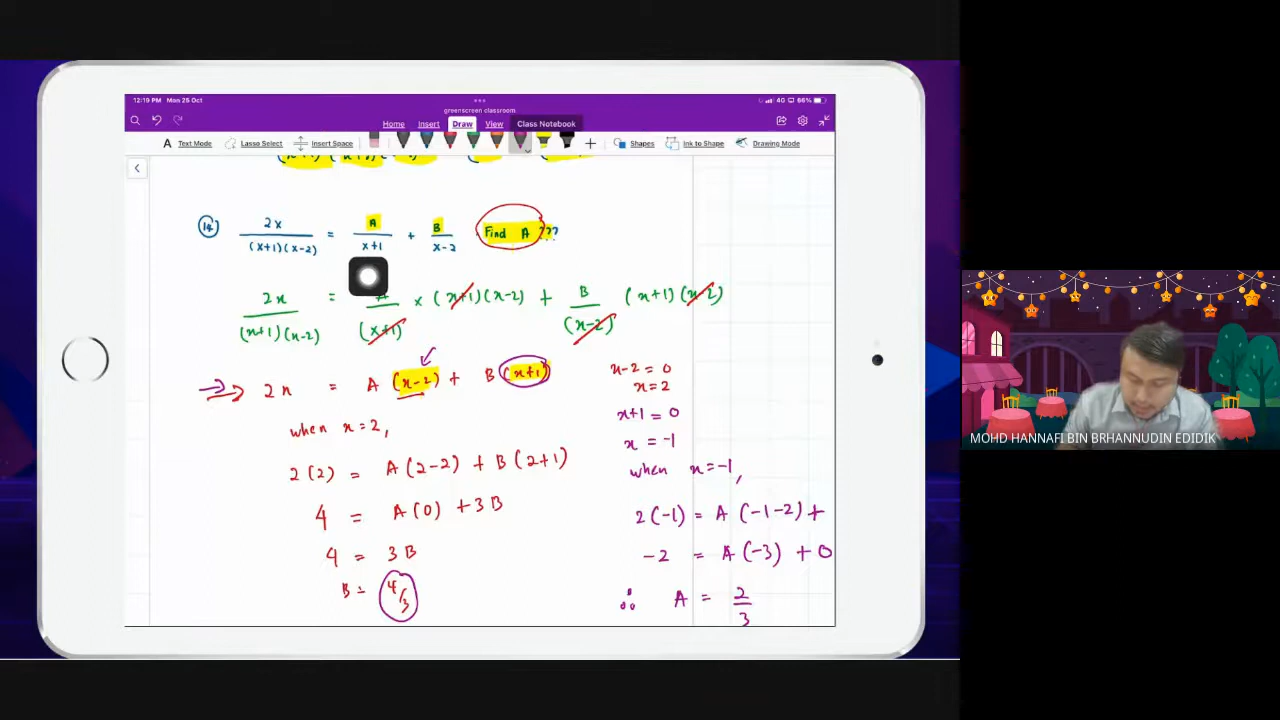 12:19 PM Mon 25 Oct
4G 66%
greenscreen classroom
Home Insert Draw View Class Notebook
A Text Mode Lasso Select Insert Space Shapes Ink to Shape Drawing Mode
14 2x/(x+1)(x-2) = A/x+1 + B/x-2 Find A ???
2x/(x+1)(x-2) = A/(x+1) × (x+1)(x-2) + B/(x-2) (x+1)(x-2)
⇒ 2x = A (x-2) + B (x+1)
when x=2,
2(2) = A(2-2) + B(2+1)
4 = A(0) + 3B
4 = 3B
B = 4/3
x-2 = 0
x = 2
x+1 = 0
x = -1
when x=-1,
2(-1) = A (-1-2) +
-2 = A(-3) + 0
∴ A = 2/3
MOHD HANNAFI BIN BRHANNUDIN EDIDIK